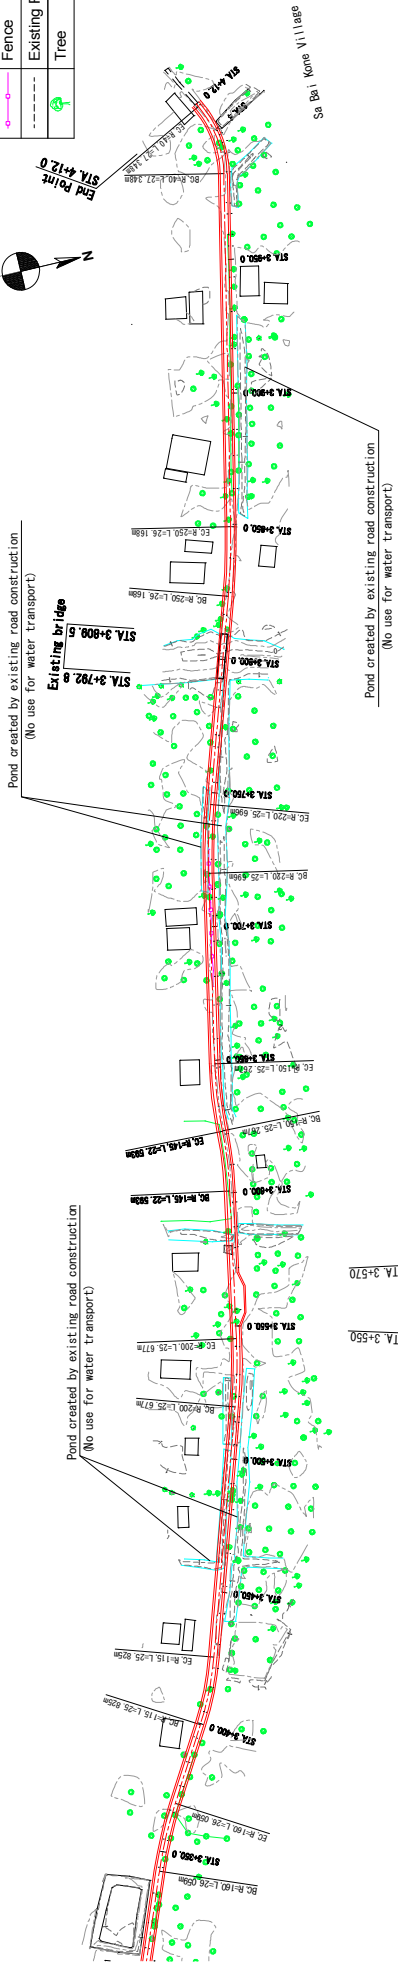 Fence
Existing
Tree
Sa Bai Kone Village
STA. 4+12. 0
End Point
STA. 4+12. 0
EC. R=40. L=27. 348m
BC. R=40. L=27. 348m
N
STA. 3+950. 0
STA. 3+900. 0
Pond created by existing road construction
(No use for water transport)
STA. 3+850. 0
EC. R=250. L=26. 168m
BC. R=250. L=26. 168m
Pond created by existing road construction
(No use for water transport)
Existing bridge
STA. 3+809. 6
STA. 3+792. 8
STA. 3+800. 0
STA. 3+750. 0
EC. R=220. L=25. 696m
BC. R=220. L=25. 696m
STA. 3+700. 0
STA. 3+650. 0
EC. R=150. L=25. 267m
BC. R=150. L=25. 267m
EC. R=145. L=22. 593m
BC. R=145. L=22. 593m
STA. 3+600. 0
TA. 3+570
TA. 3+550
STA. 3+550. 0
EC. R=200. L=25. 677m
BC. R=200. L=25. 677m
Pond created by existing road construction
(No use for water transport)
STA. 3+500. 0
STA. 3+450. 0
EC. R=115. L=25. 825m
BC. R=115. L=25. 825m
STA. 3+400. 0
EC. R=160. L=26. 059m
STA. 3+350. 0
BC. R=160. L=26. 059m